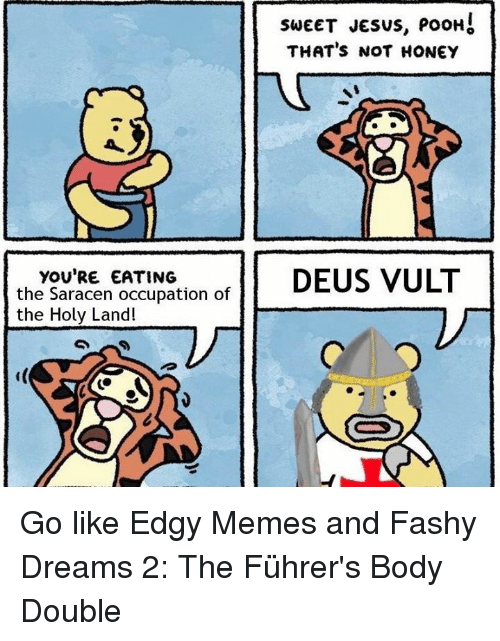 SWEET JESUS, POOH!
THAT'S NOT HONEY
YOU'RE EATING
the Saracen occupation of
the Holy Land!
DEUS VULT
Go like Edgy Memes and Fashy
Dreams 2: The Führer's Body
Double